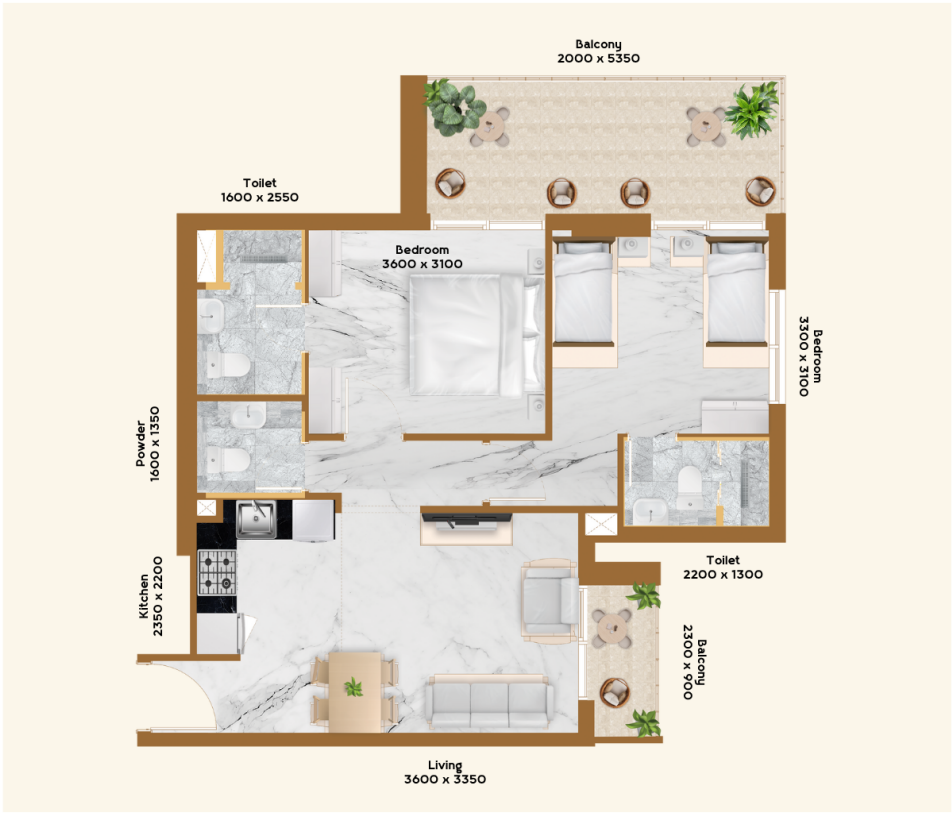 Balcony
2000 x 5350
Toilet
1600 x 2550
Bedroom
3600 x 3100
Bedroom
3300 x 3100
Powder
1600 x 1350
Kitchen
2350 x 2200
Toilet
2200 x 1300
Balcony
2300 x 900
Living
3600 x 3350